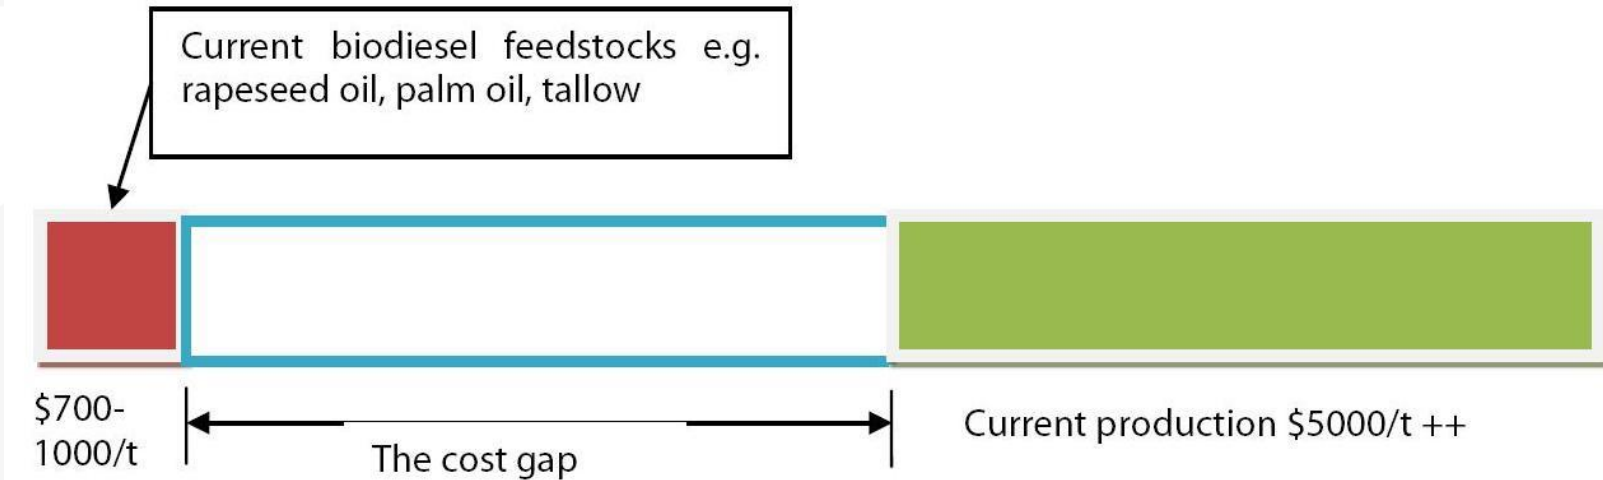 Current biodiesel feedstocks e.g.
rapeseed oil, palm oil, tallow
$700-
1000/t
The cost gap
Current production $5000/t ++